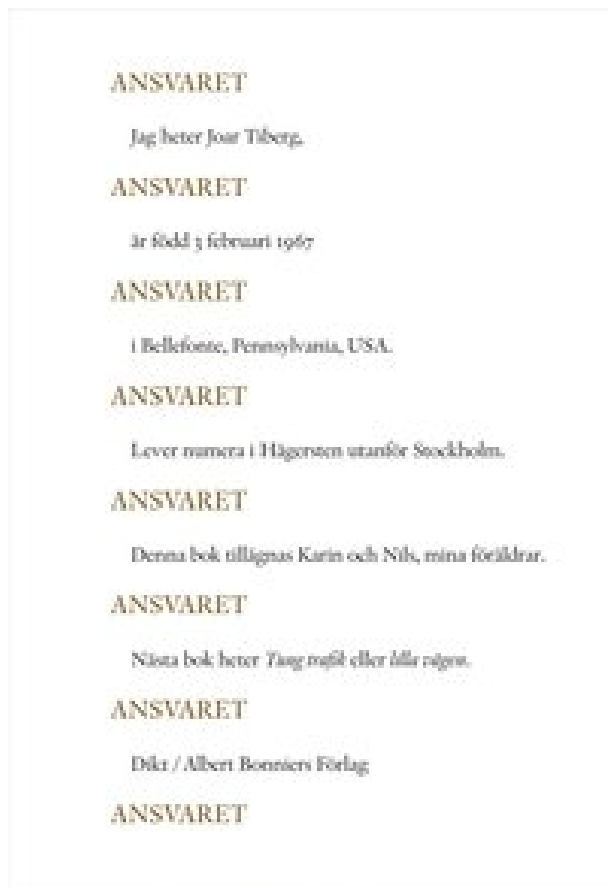 ANSVARET
Jag heter Joar Tiberg,
ANSVARET
är född 3 februari 1967
ANSVARET
i Bellefonte, Pennsylvania, USA.
ANSVARET
Lever numera i Hägersten utanför Stockholm.
ANSVARET
Denna bok tillägnas Karin och Nils, mina föräldrar.
ANSVARET
Nästa bok heter Tung trafik eller lilla vägen.
ANSVARET
Dikt / Albert Bonniers Förlag
ANSVARET